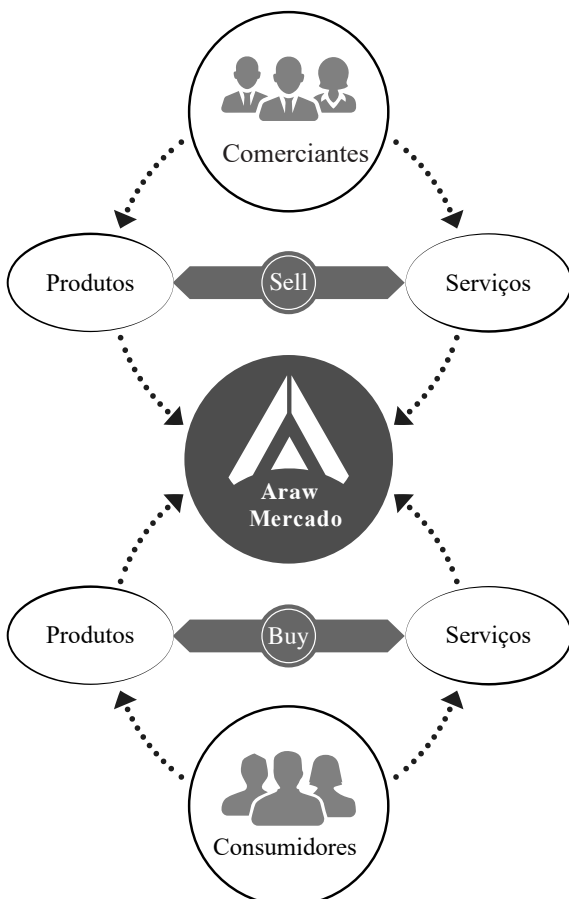 Comerciantes
Produtos
Sell
Serviços
Araw
Mercado
Produtos
Buy
Serviços
Consumidores